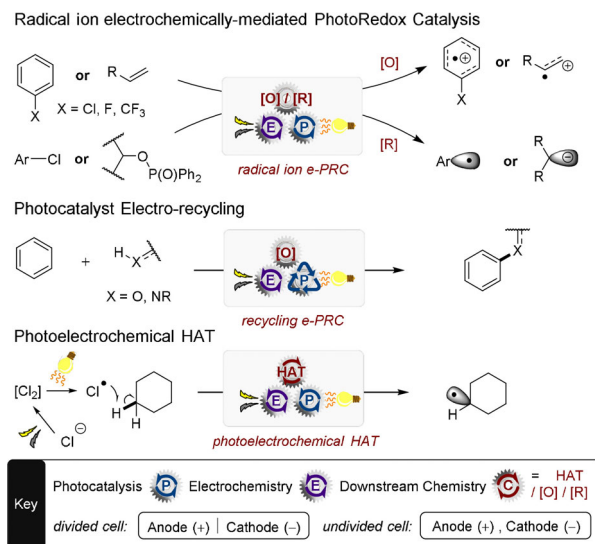 Radical ion electrochemically-mediated PhotoRedox Catalysis
or R [O] / [R] [O] or R
X X
X = Cl, F, CF3 E P
Ar—Cl or O [R] Ar or R
P(O)Ph2 radical ion e-PRC R
Photocatalyst Electro-recycling
+ H X [O] X
X = O, NR E P
recycling e-PRC
Photoelectrochemical HAT
[Cl2] Cl• H H HAT H
Cl⊖ E P
photoelectrochemical HAT
Key
Photocatalysis P Electrochemistry E Downstream Chemistry C = HAT / [O] / [R]
divided cell: Anode (+) | Cathode (–) undivided cell: Anode (+) , Cathode (–)